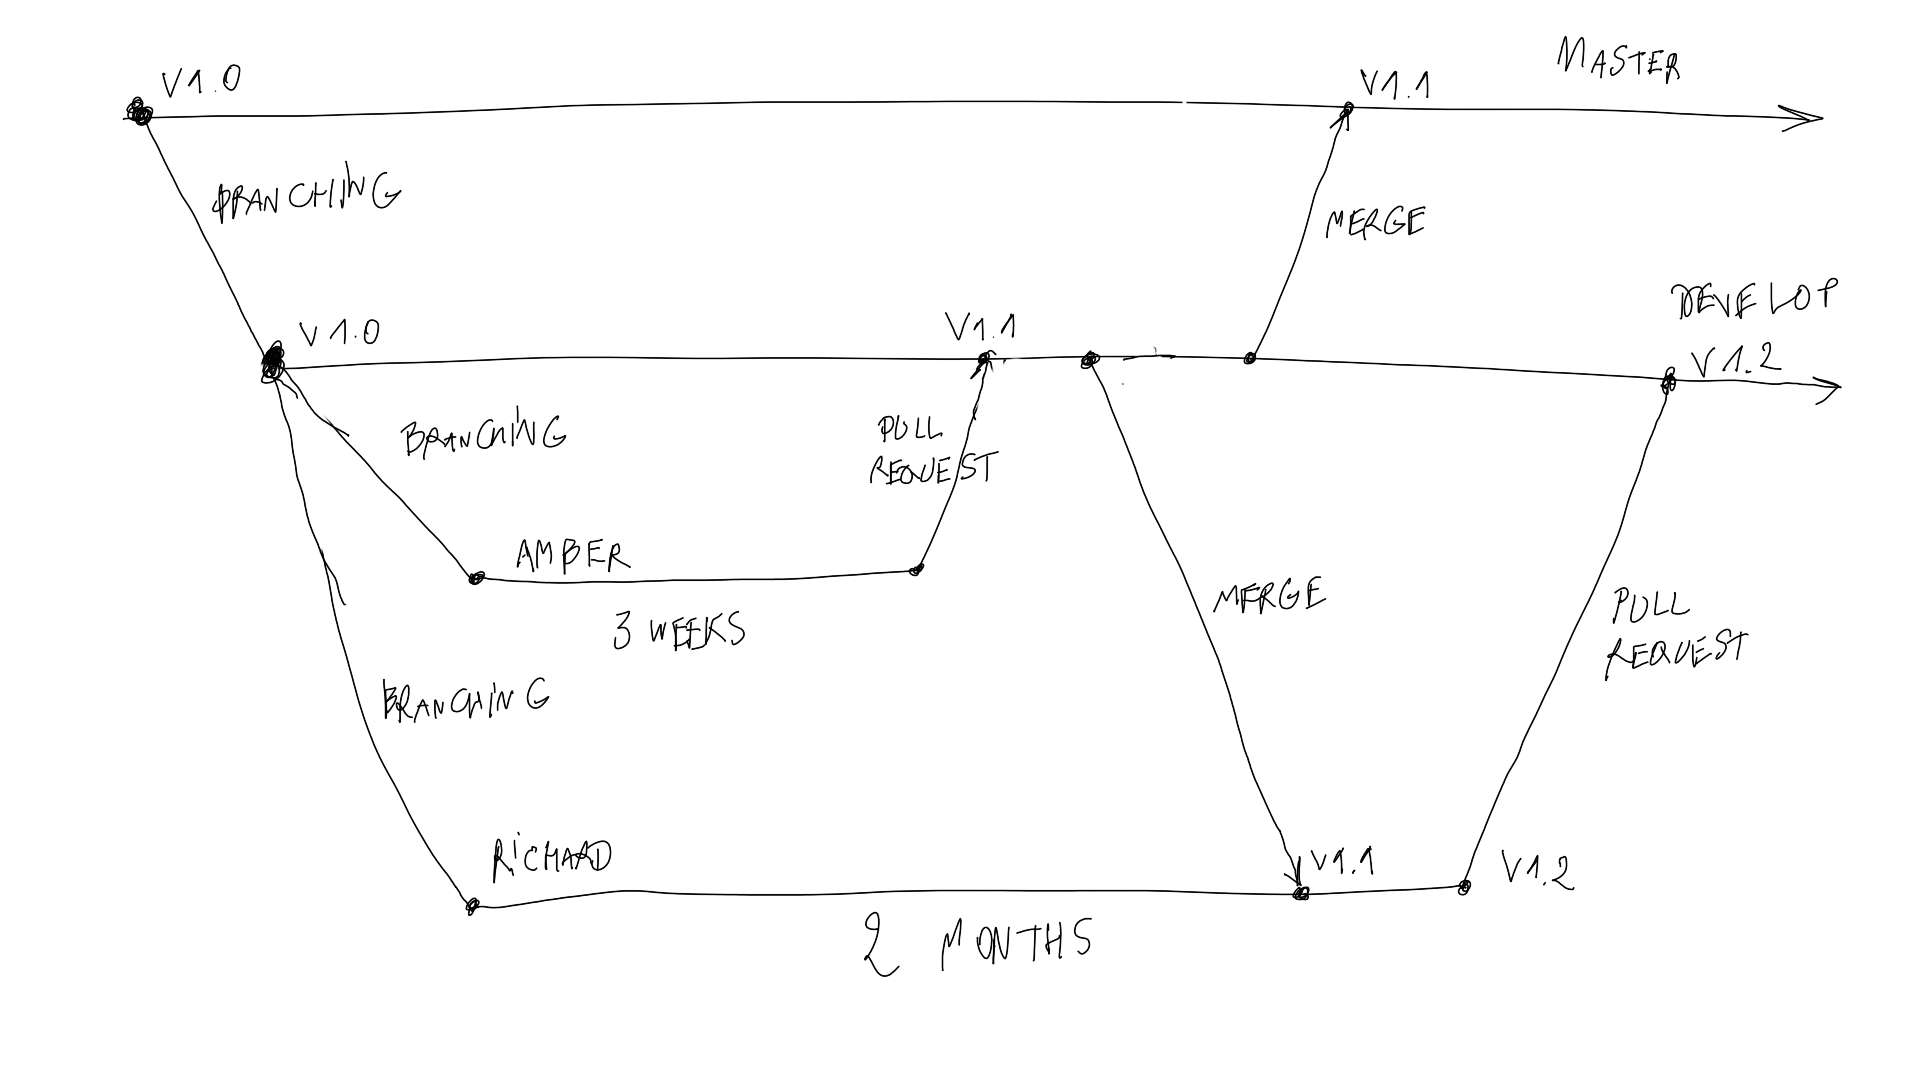 MASTER
V1.0
V1.1
BRANCHING
MERGE
DEVELOP
V1.0
V1.1
V1.2
BRANCHING
PULL
REQUEST
AMBER
3 WEEKS
MERGE
PULL
REQUEST
BRANCHING
RICHARD
V1.1
V1.2
2 MONTHS